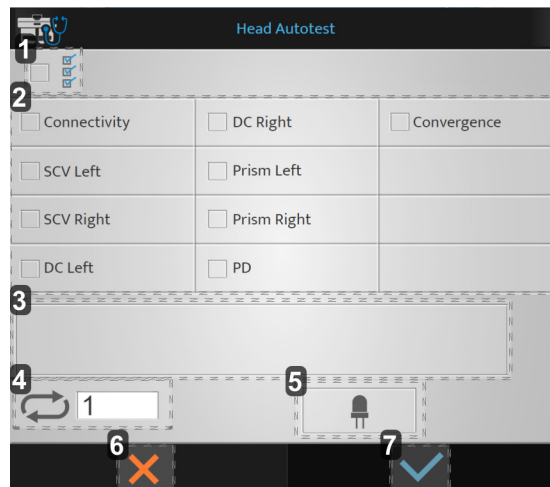 Head Autotest
1
2
Connectivity DC Right Convergence
SCV Left Prism Left
SCV Right Prism Right
DC Left PD
3
4
1
5
6
7